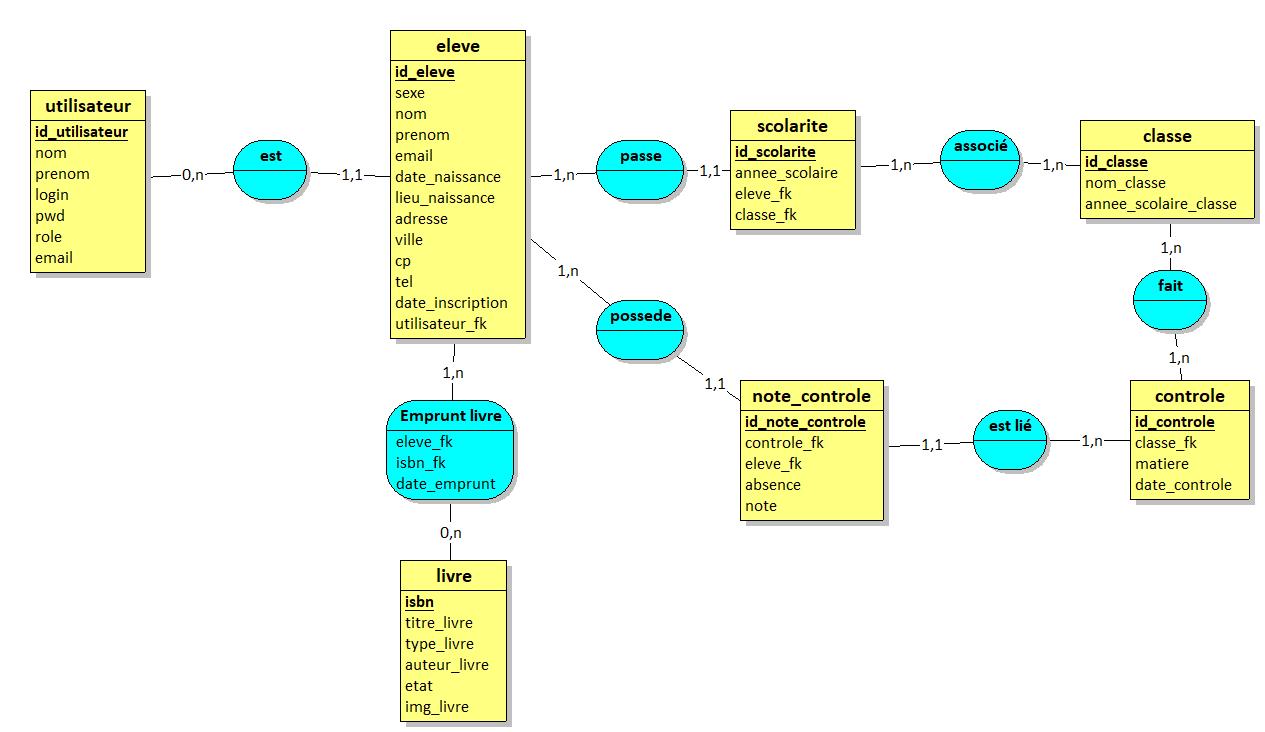 utilisateur
id_utilisateur
nom
prenom
login
pwd
role
email
0,n
est
1,1
eleve
id_eleve
sexe
nom
prenom
email
date_naissance
lieu_naissance
adresse
ville
cp
tel
date_inscription
utilisateur_fk
1,n
passe
1,1
scolarite
id_scolarite
annee_scolaire
eleve_fk
classe_fk
1,n
associé
1,n
classe
id_classe
nom_classe
annee_scolaire_classe
1,n
fait
1,n
controle
id_controle
classe_fk
matiere
date_controle
1,n
possede
1,1
note_controle
id_note_controle
controle_fk
eleve_fk
absence
note
1,1
est lié
1,n
1,n
Emprunt livre
eleve_fk
isbn_fk
date_emprunt
0,n
livre
isbn
titre_livre
type_livre
auteur_livre
etat
img_livre